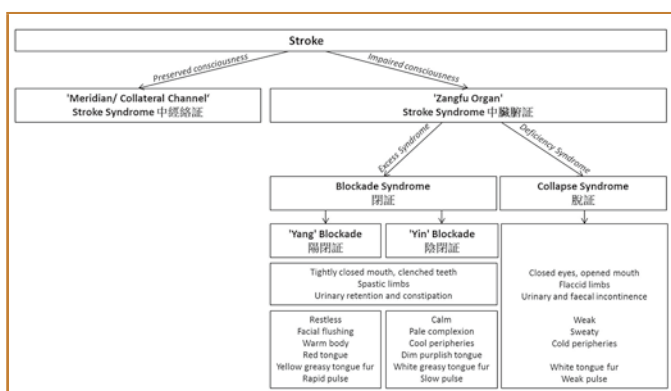 Stroke
Preserved consciousness
Impaired consciousness
'Meridian/ Collateral Channel'
Stroke Syndrome 中經絡証
'Zangfu Organ'
Stroke Syndrome 中臟腑証
Excess Syndrome
Deficiency Syndrome
Blockade Syndrome
閉証
Collapse Syndrome
脫証
'Yang' Blockade
陽閉証
'Yin' Blockade
陰閉証
Tightly closed mouth, clenched teeth
Spastic limbs
Urinary retention and constipation
Closed eyes, opened mouth
Flaccid limbs
Urinary and faecal incontinence
Restless
Facial flushing
Warm body
Red tongue
Yellow greasy tongue fur
Rapid pulse
Calm
Pale complexion
Cool peripheries
Dim purplish tongue
White greasy tongue fur
Slow pulse
Weak
Sweaty
Cold peripheries
White tongue fur
Weak pulse